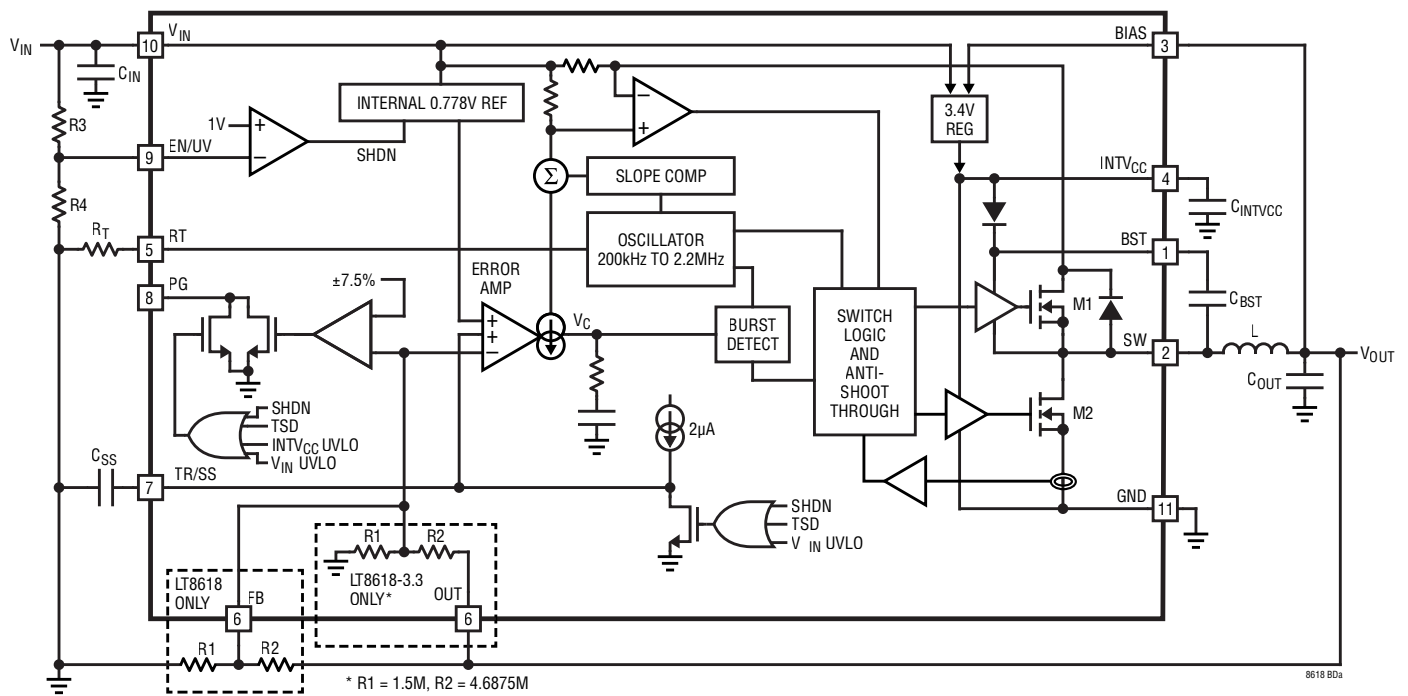 V_IN
10
V_IN
C_IN
R3
9
EN/UV
R4
R_T
5
RT
8
PG
1V
+
–
SHDN
INTERNAL 0.778V REF
–
+
Σ
SLOPE COMP
OSCILLATOR
200kHz TO 2.2MHz
±7.5%
ERROR
AMP
+
+
–
V_C
BURST
DETECT
SWITCH
LOGIC
AND
ANTI-
SHOOT
THROUGH
3.4V
REG
BIAS
3
INTV_CC
4
C_INTVCC
BST
1
C_BST
M1
SW
2
L
V_OUT
C_OUT
M2
GND
11
SHDN
TSD
INTV_CC UVLO
V_IN UVLO
2µA
C_SS
7
TR/SS
SHDN
TSD
V_IN UVLO
R1
R2
LT8618-3.3
ONLY*
OUT
6
LT8618
ONLY
FB
6
R1
R2
* R1 = 1.5M, R2 = 4.6875M
8618 BDa